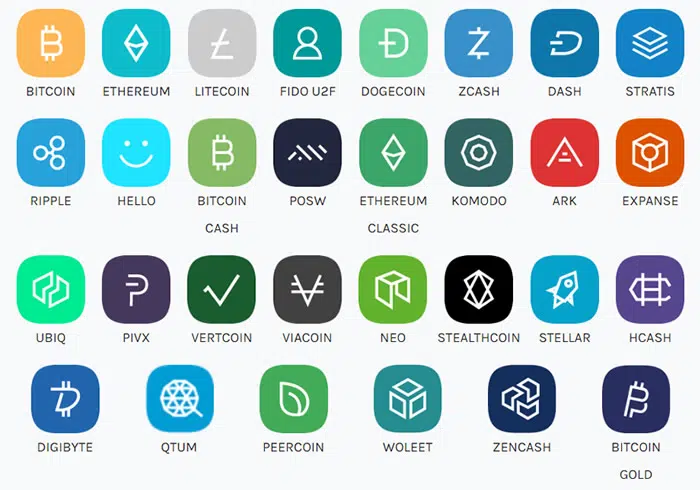 BITCOIN ETHEREUM LITECOIN FIDO U2F DOGECOIN ZCASH DASH STRATIS
RIPPLE HELLO BITCOIN POSW ETHEREUM KOMODO ARK EXPANSE
CASH CLASSIC
UBIQ PIVX VERTCOIN VIACOIN NEO STEALTHCOIN STELLAR HCASH
DIGIBYTE QTUM PEERCOIN WOLEET ZENCASH BITCOIN
GOLD